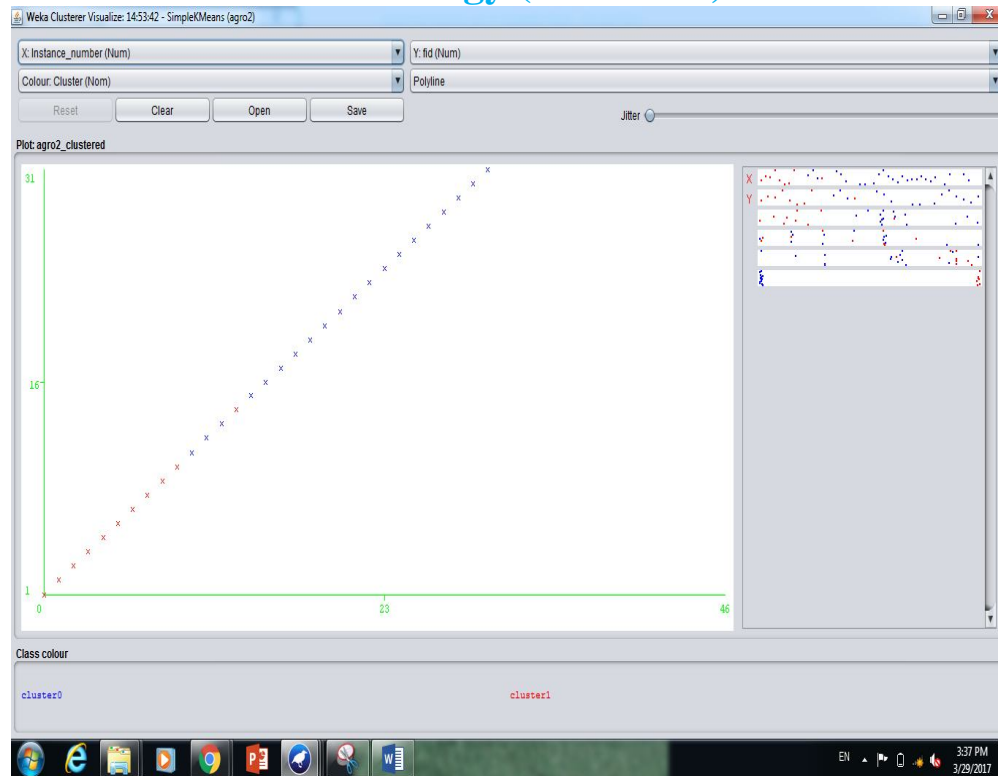 Weka Clusterer Visualize: 14:53:42 - SimpleKMeans (agro2)
X: Instance_number (Num)
Y: fid (Num)
Colour: Cluster (Nom)
Polyline
Reset
Clear
Open
Save
Jitter
Plot: agro2_clustered
31
16
1
0
23
46
X
Y
Class colour
cluster0
cluster1
EN
3:37 PM
3/29/2017